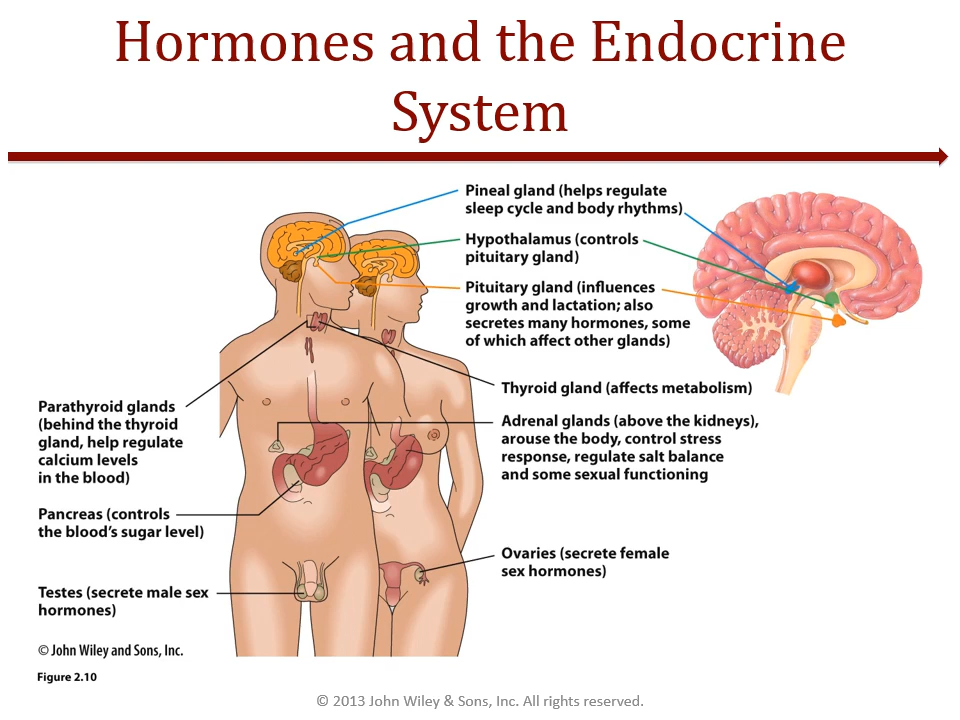 Hormones and the Endocrine
System
Pineal gland (helps regulate
sleep cycle and body rhythms)
Hypothalamus (controls
pituitary gland)
Pituitary gland (influences
growth and lactation; also
secretes many hormones, some
of which affect other glands)
Thyroid gland (affects metabolism)
Parathyroid glands
(behind the thyroid
gland, help regulate
calcium levels
in the blood)
Adrenal glands (above the kidneys),
arouse the body, control stress
response, regulate salt balance
and some sexual functioning
Pancreas (controls
the blood's sugar level)
Ovaries (secrete female
sex hormones)
Testes (secrete male sex
hormones)
© John Wiley and Sons, Inc.
Figure 2.10
© 2013 John Wiley & Sons, Inc. All rights reserved.